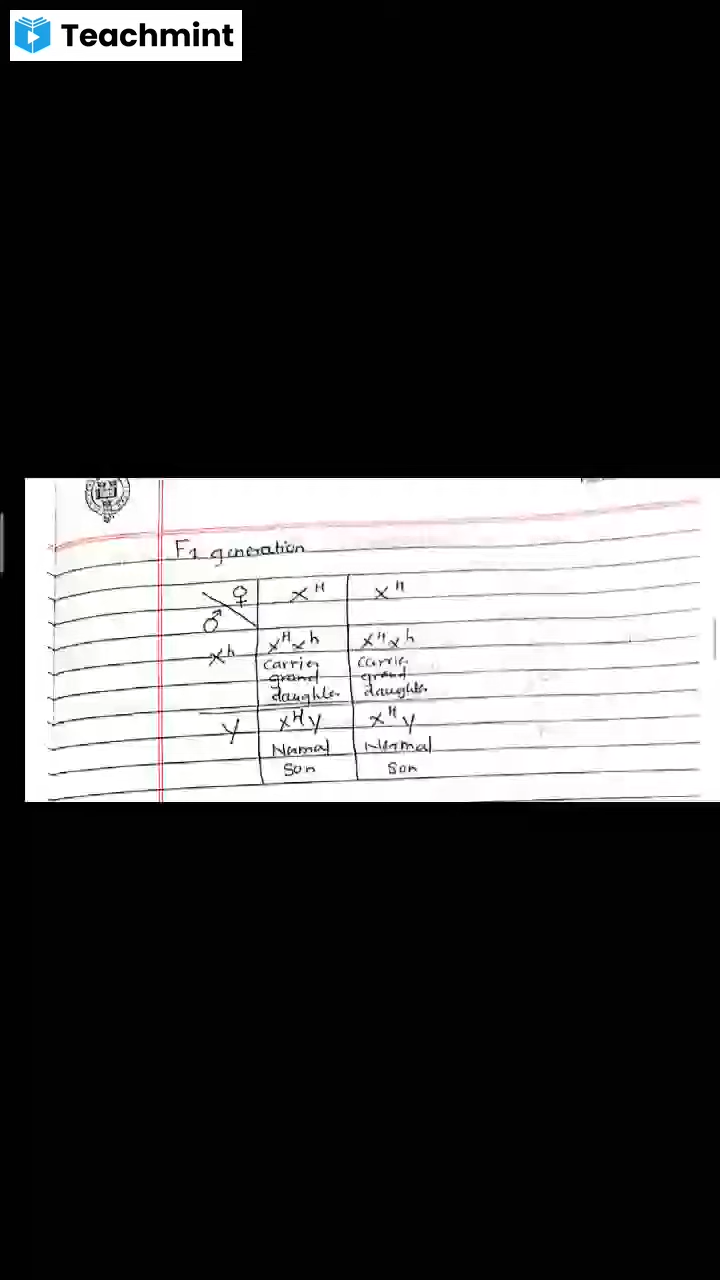 Teachmint
F1 generation
♀ X^H X^H
♂
X^h X^H X^h X^H X^h
Carrier Carrier
grand grand
daughter daughter
Y X^H Y X^H Y
Normal Normal
Son Son